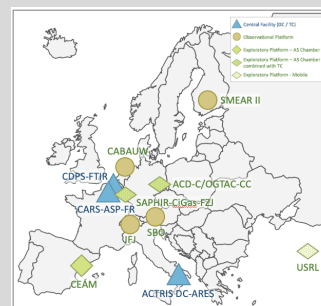 Central Facility (DC / TC)
Observational Platform
Exploratory Platform – AS Chamber
Exploratory Platform – AS Chamber
combined with TC
Exploratory Platform - Mobile
SMEAR II
CABAUW
CDPS-FTIR
ACD-C/OGTAC-CC
CARS-ASP-FR
SAPHIR-CiGas-FZJ
IFJ
SBO
USRL
CEAM
ACTRIS DC-ARES